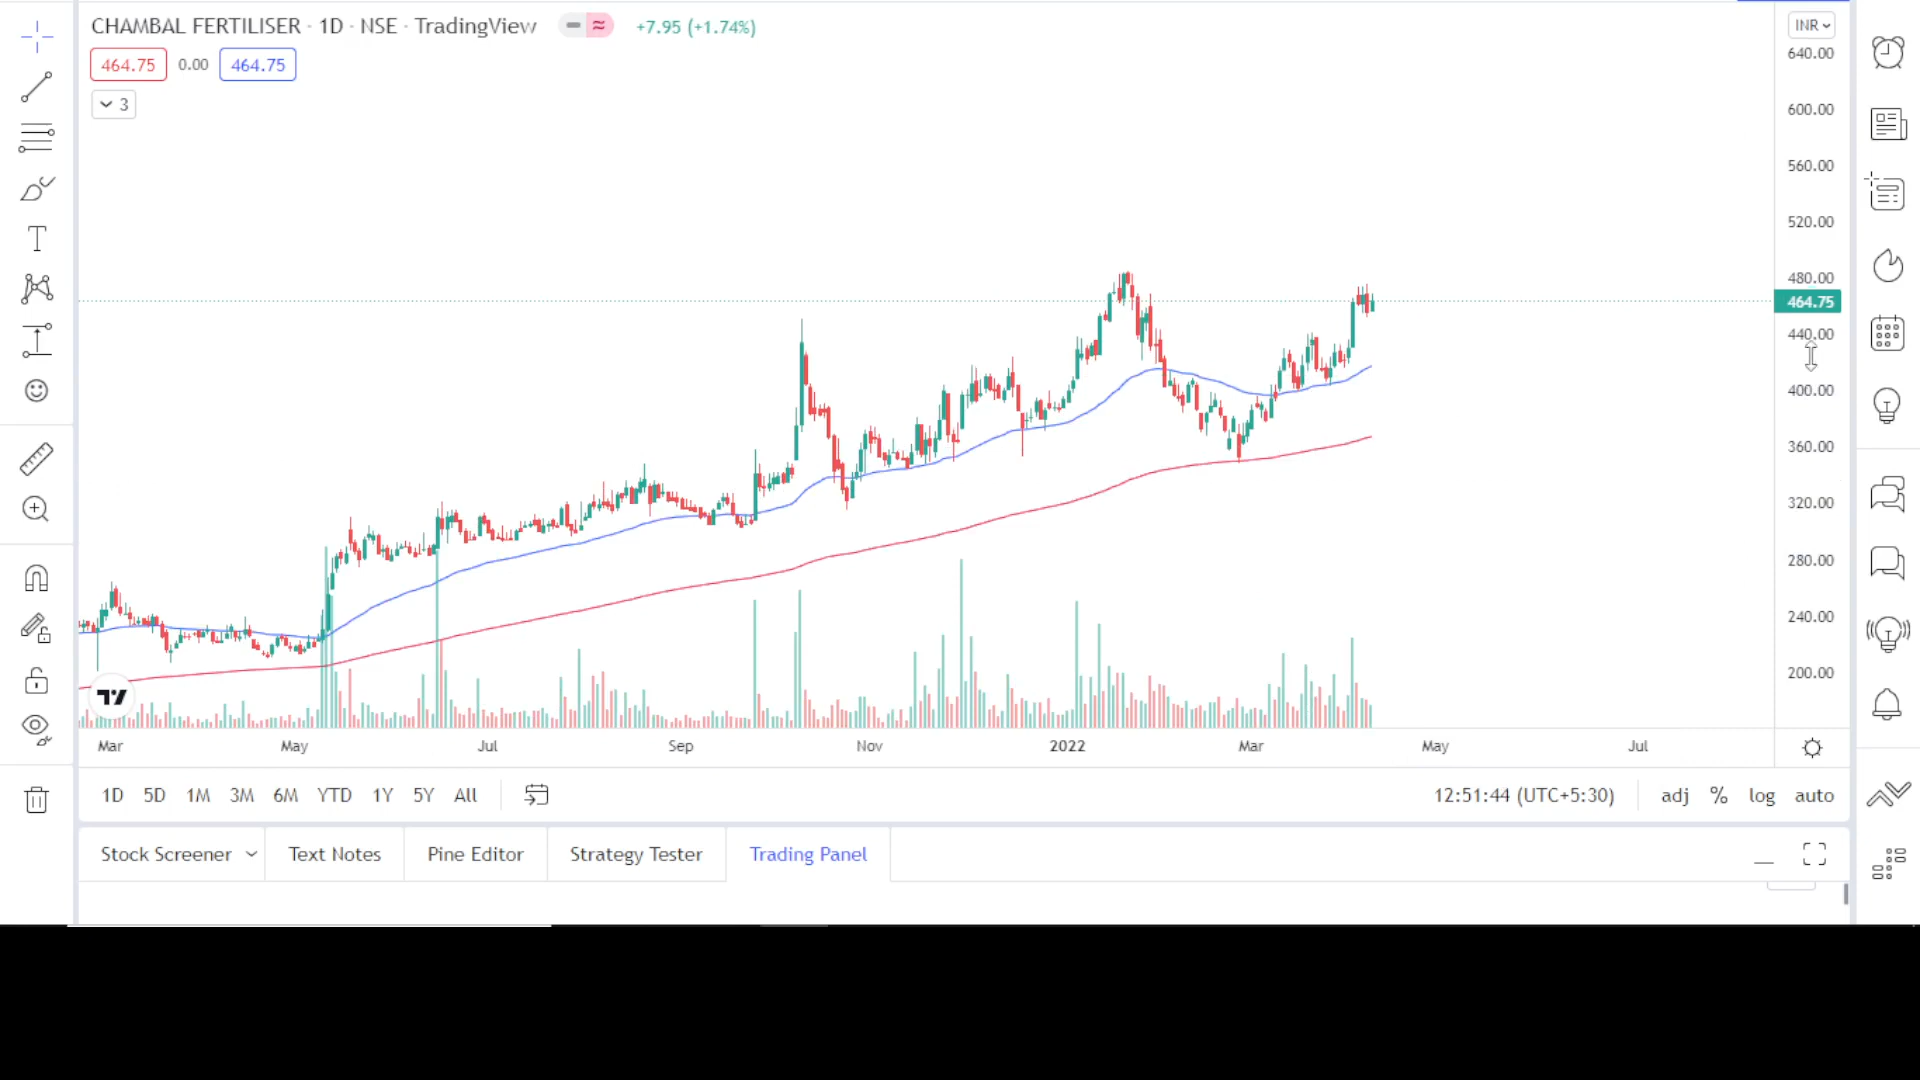 CHAMBAL FERTILISER · 1D · NSE · TradingView +7.95 (+1.74%)
INR
464.75 0.00 464.75
3
640.00
600.00
560.00
520.00
480.00
464.75
440.00
400.00
360.00
320.00
280.00
240.00
200.00
Mar May Jul Sep Nov 2022 Mar May Jul
1D 5D 1M 3M 6M YTD 1Y 5Y All 12:51:44 (UTC+5:30) adj % log auto
Stock Screener Text Notes Pine Editor Strategy Tester Trading Panel